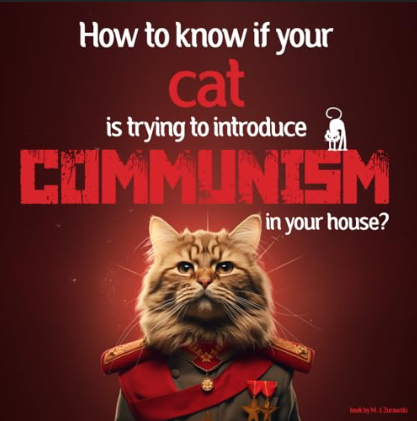 How to know if your
cat
is trying to introduce
COMMUNISM
in your house?
book by M. J. Zurawski